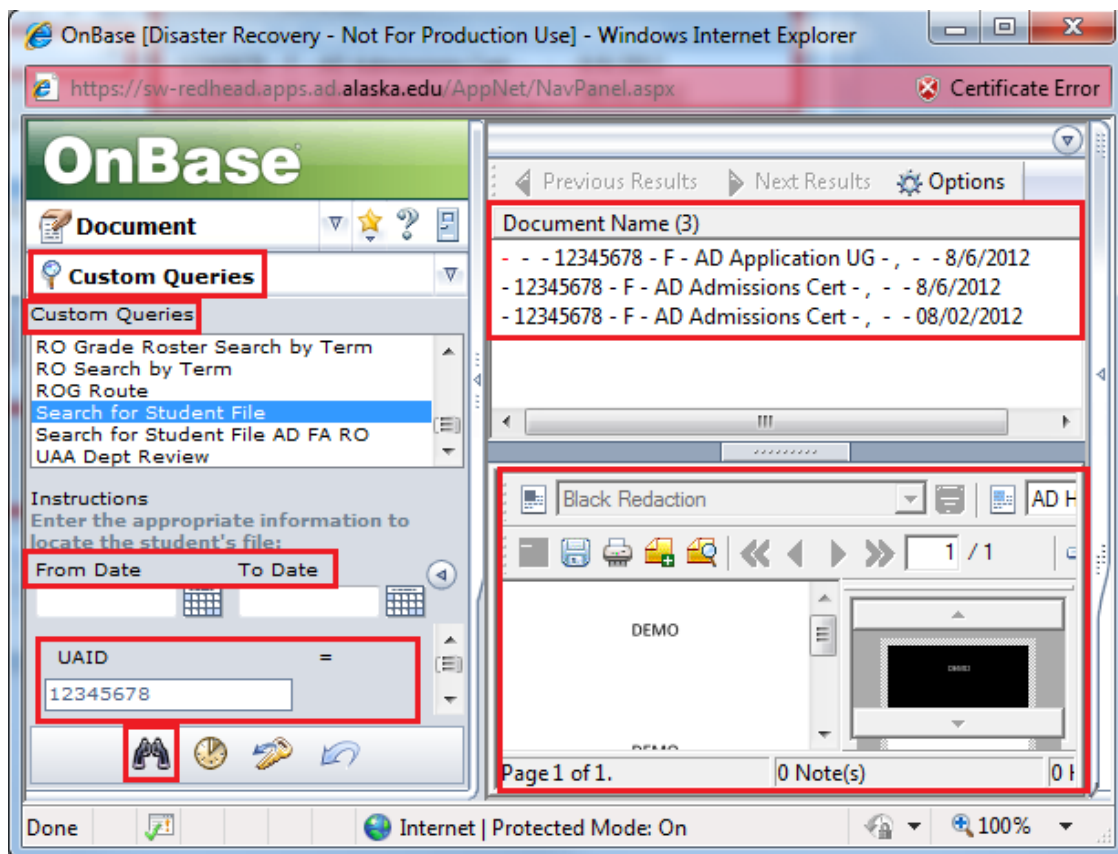 OnBase [Disaster Recovery - Not For Production Use] - Windows Internet Explorer
https://sw-redhead.apps.ad.alaska.edu/AppNet/NavPanel.aspx
Certificate Error
OnBase
Document
Custom Queries
Custom Queries
RO Grade Roster Search by Term
RO Search by Term
ROG Route
Search for Student File
Search for Student File AD FA RO
UAA Dept Review
Instructions
Enter the appropriate information to
locate the student's file:
From Date To Date
UAID =
12345678
Previous Results Next Results Options
Document Name (3)
- - - 12345678 - F - AD Application UG - , - - 8/6/2012
- 12345678 - F - AD Admissions Cert - , - - 8/6/2012
- 12345678 - F - AD Admissions Cert - , - - 08/02/2012
Black Redaction AD H
1 / 1
DEMO
DEMO
Page 1 of 1. 0 Note(s) 0 H
Done Internet | Protected Mode: On 100%